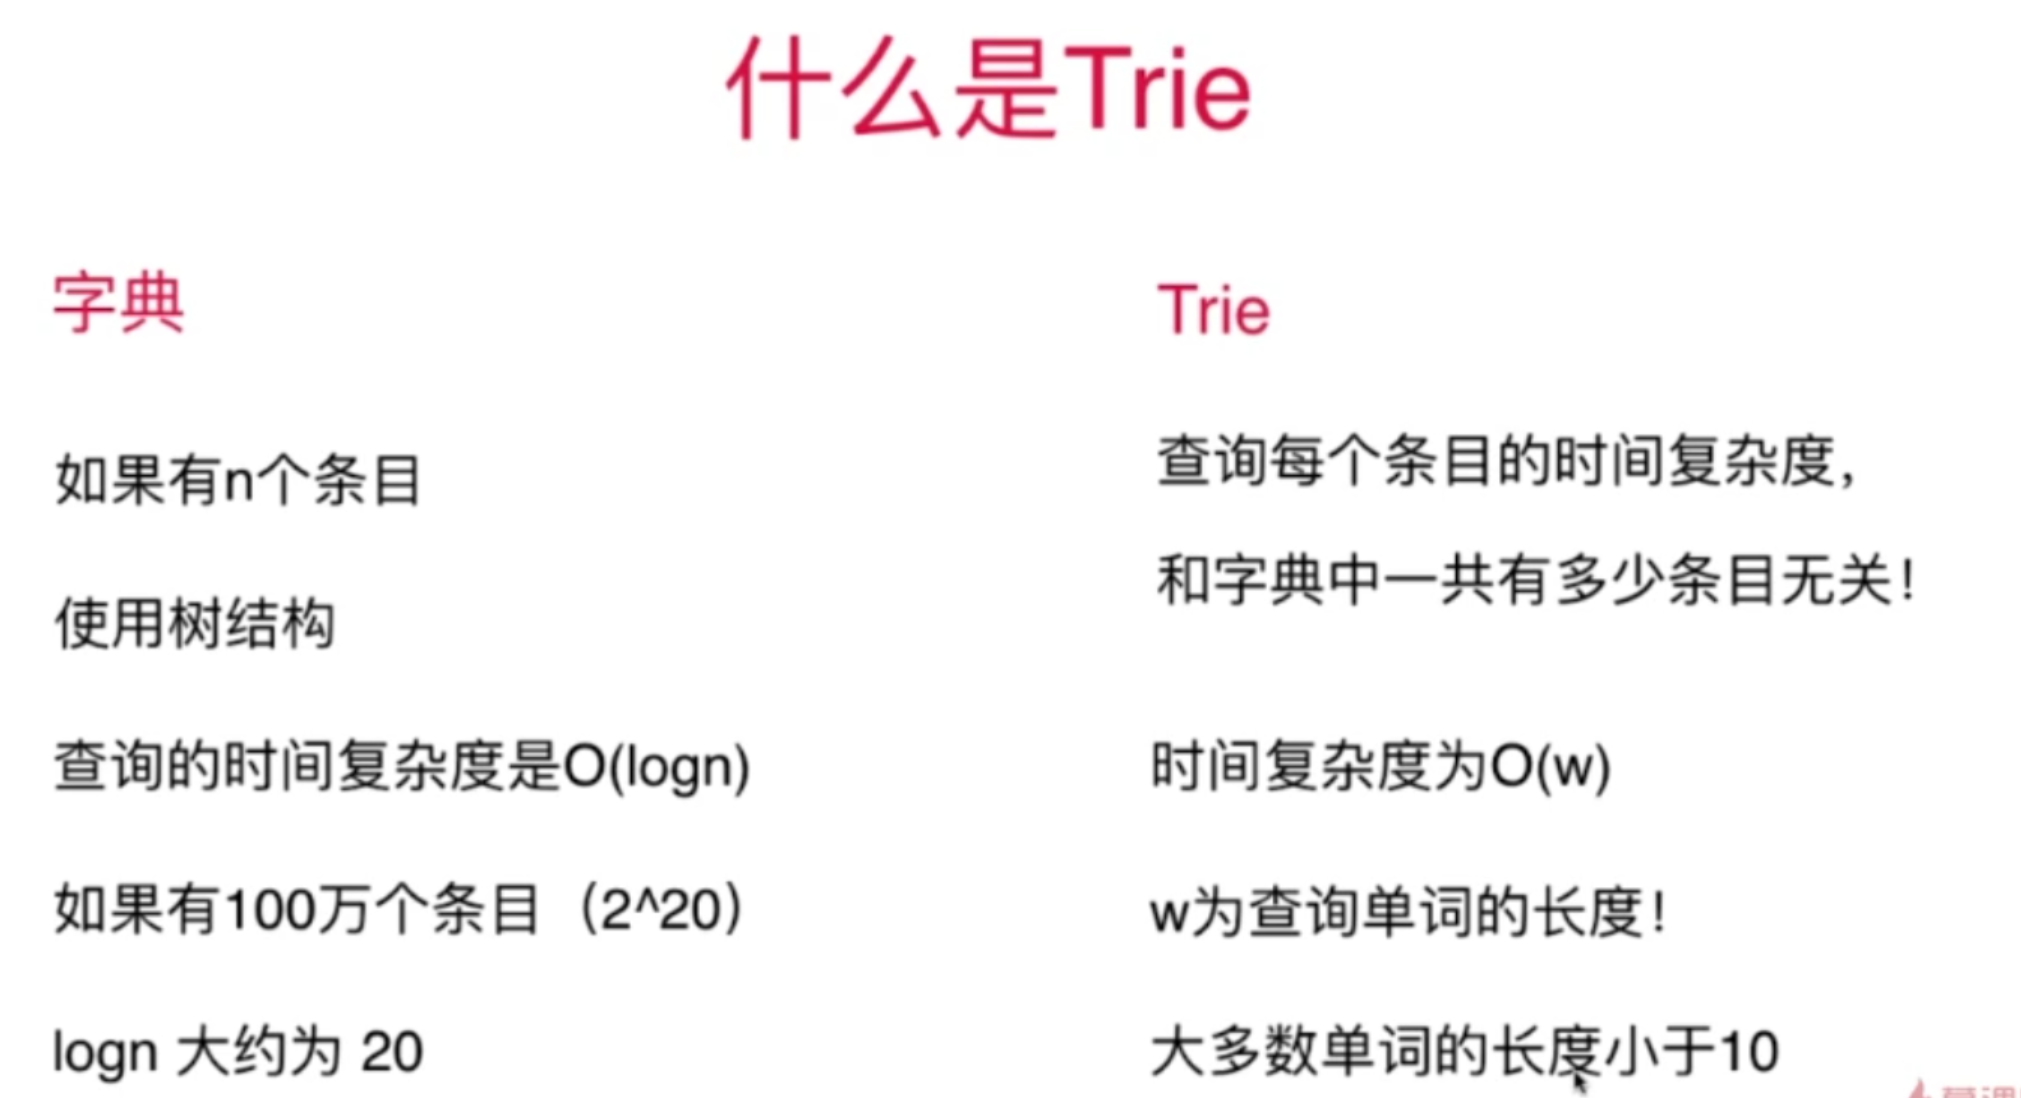 什么是Trie
字典
如果有n个条目
使用树结构
查询的时间复杂度是O(logn)
如果有100万个条目（2^20）
logn 大约为 20
Trie
查询每个条目的时间复杂度，
和字典中一共有多少条目无关！
时间复杂度为O(w)
w为查询单词的长度！
大多数单词的长度小于10